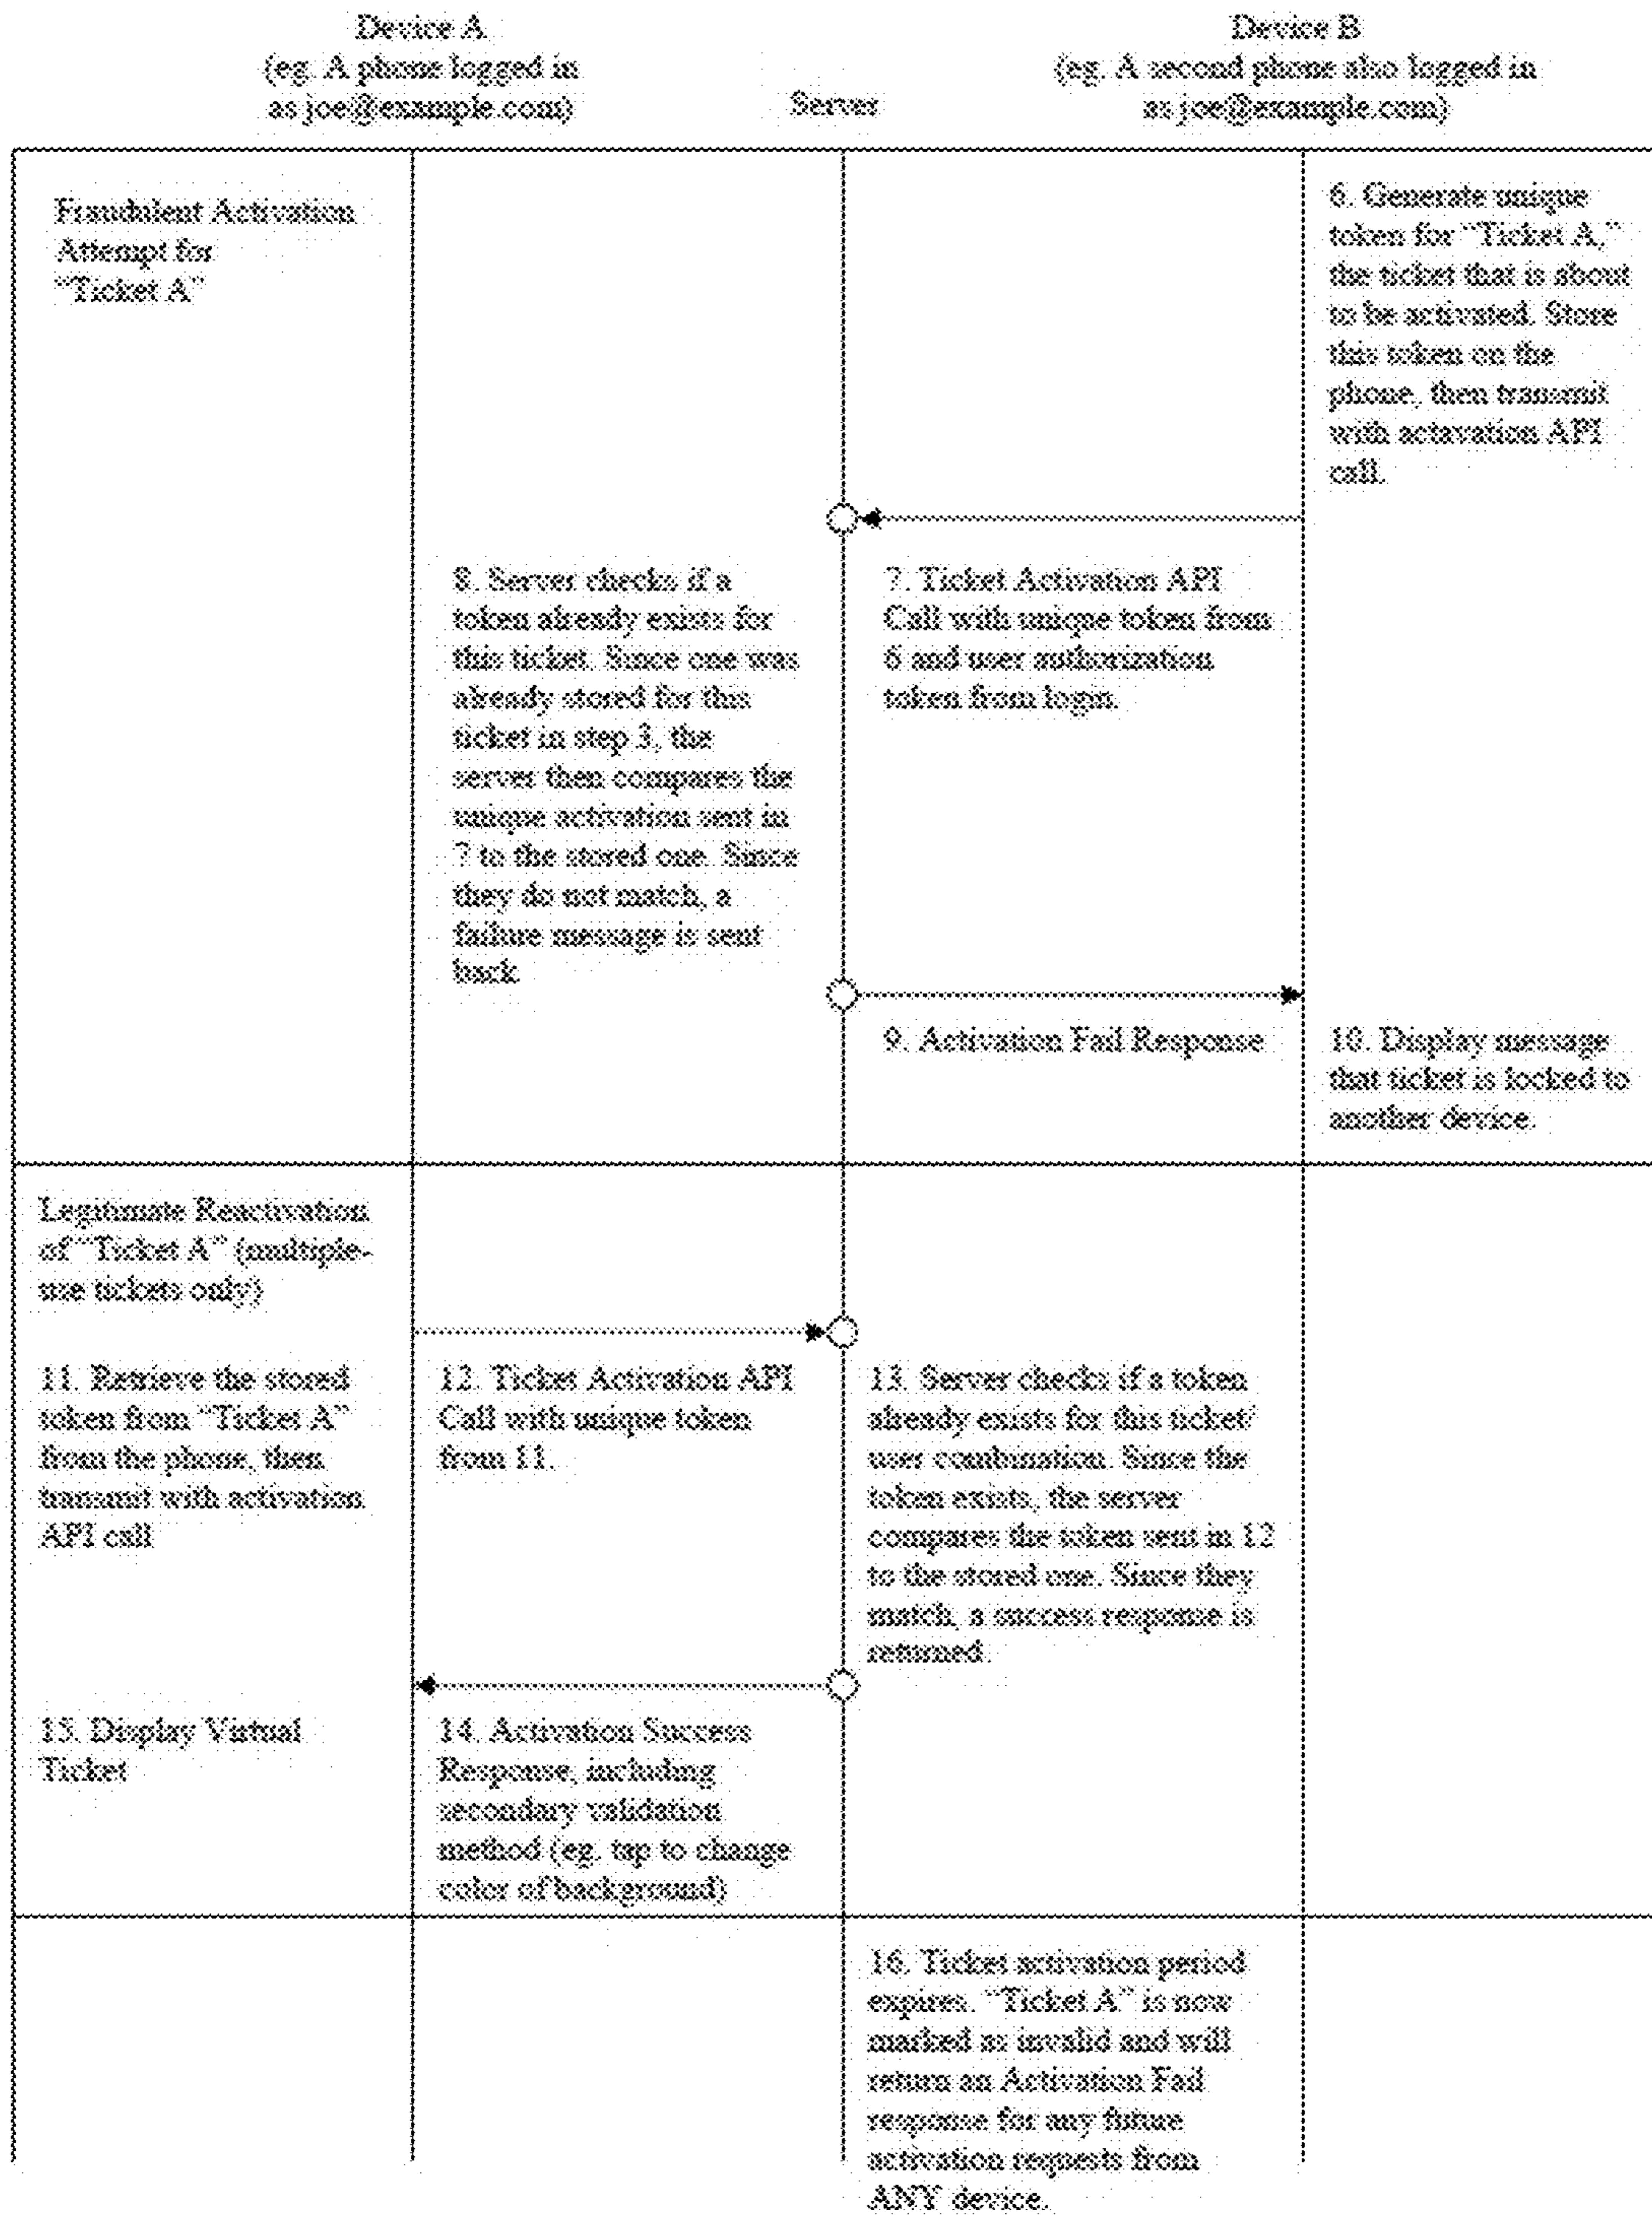 Device A
(eg. A phone logged in
as joe@example.com)
Server
Device B
(eg. A second phone also logged in
as joe@example.com)
Fraudulent Activation
Attempt for
“Ticket A”
6. Generate unique
token for “Ticket A,”
the ticket that is about
to be activated. Store
this token on the
phone, then transmit
with actavation API
call.
8. Server checks if a
token already exists for
this ticket. Since one was
already stored for this
ticket in step 3, the
server then compares the
unique activation sent in
7 to the stored one. Since
they do not match, a
failure message is sent
back.
7. Ticket Activation API
Call with unique token from
6 and user authorization
token from login.
9. Activation Fail Response
10. Display message
that ticket is locked to
another device.
Legitimate Reactivation
of “Ticket A” (multiple-
use tickets only)
11. Retrieve the stored
token from “Ticket A”
from the phone, then
transmit with activation
API call
12. Ticket Activation API
Call with unique token
from 11.
13. Server checks if a token
already exists for this ticket/
user combination. Since the
token exists, the server
compares the token sent in 12
to the stored one. Since they
match, a success response is
returned.
15. Display Virtual
Ticket
14. Activation Success
Response, including
secondary validation
method (eg. tap to change
color of background)
16. Ticket activation period
expires. “Ticket A” is now
marked as invalid and will
return an Activation Fail
response for any future
activation requests from
ANY device.